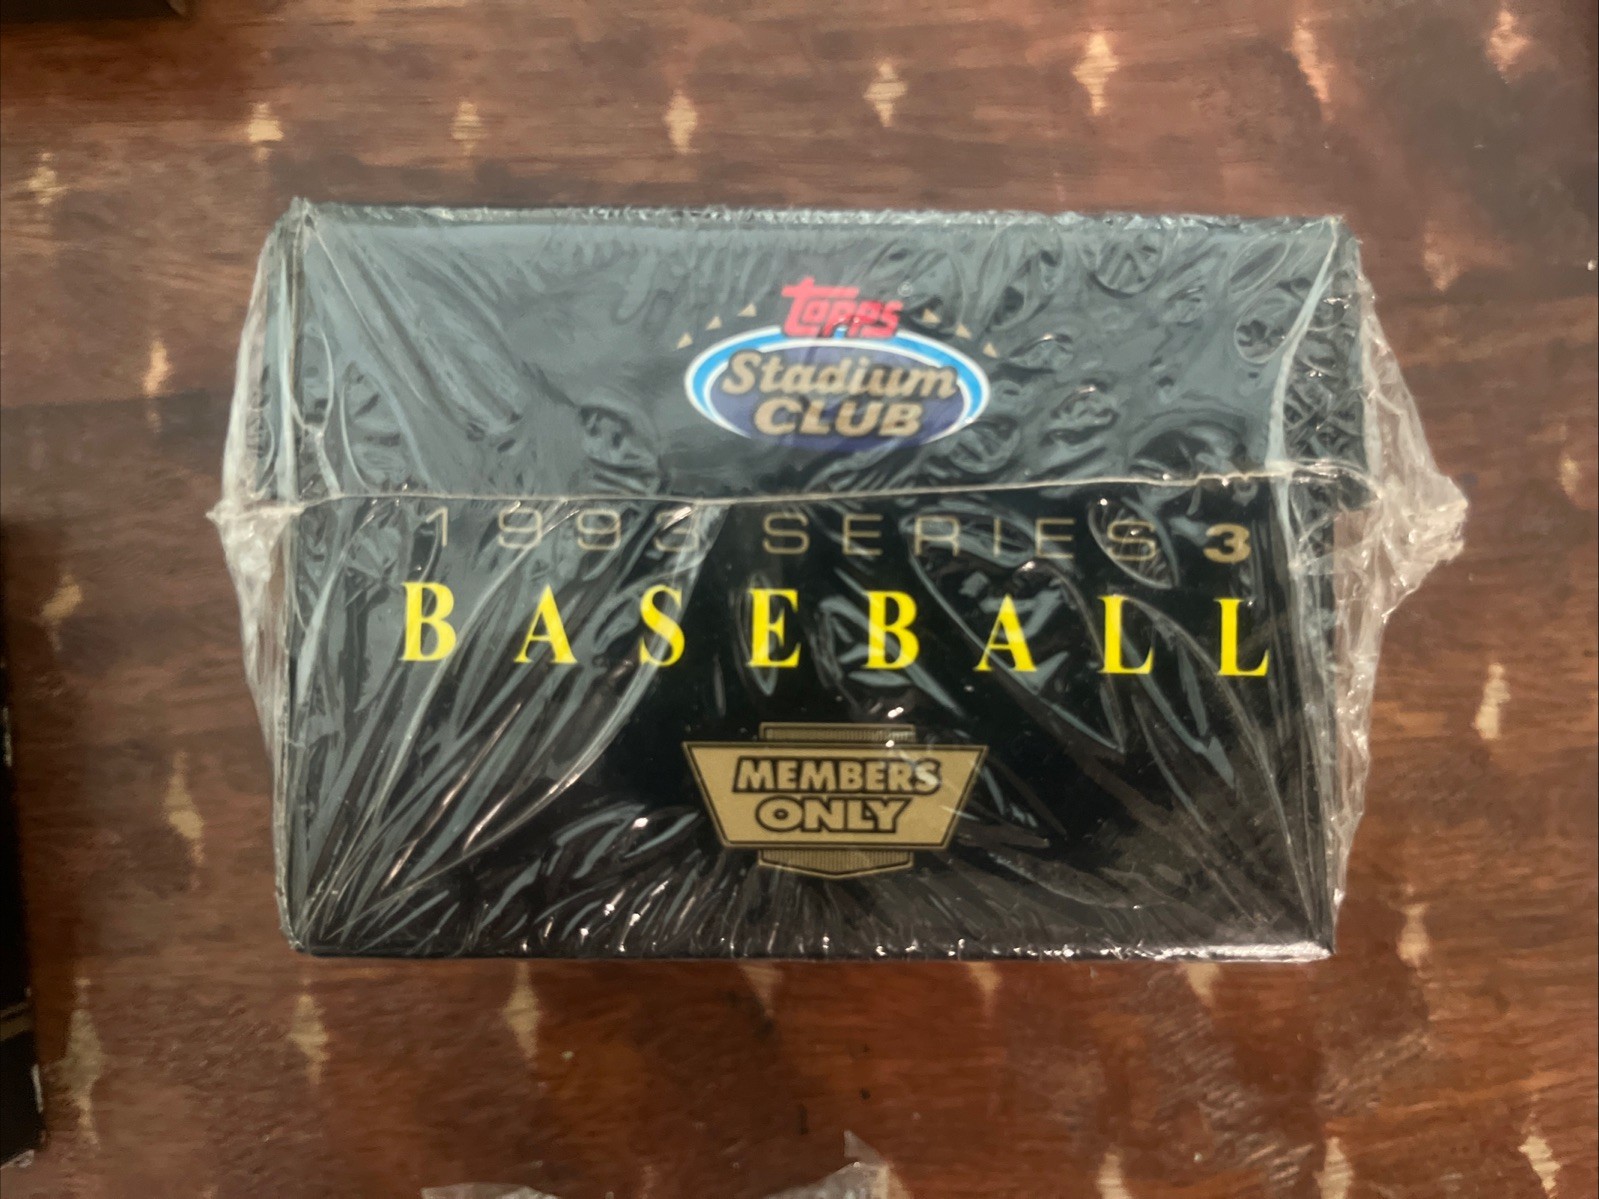 Topps
Stadium
CLUB
1993 SERIES 3
BASEBALL
MEMBERS
ONLY